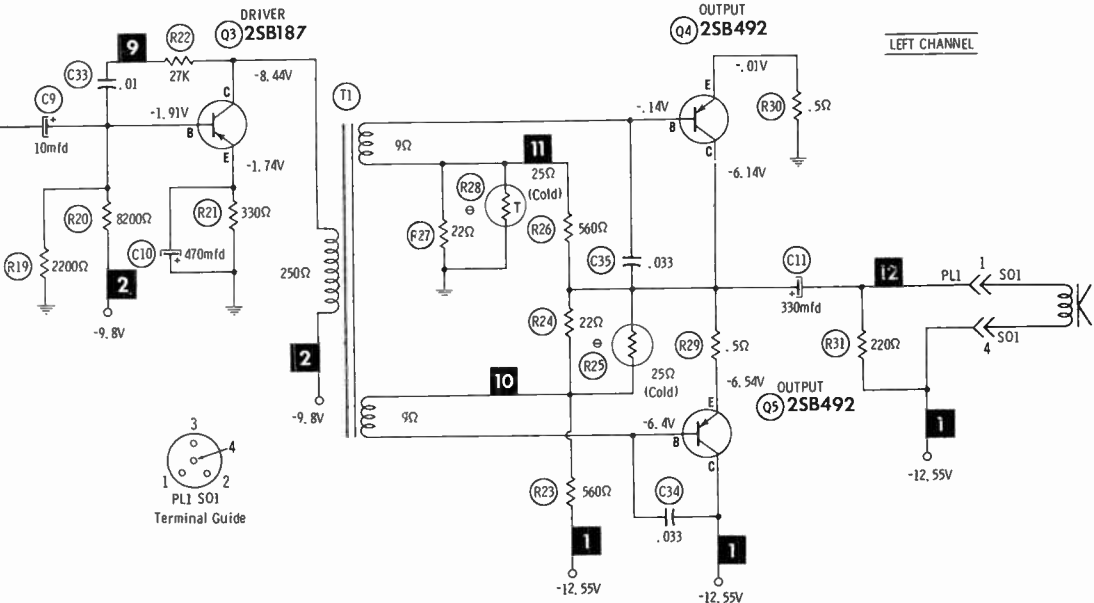 DRIVER
Q3 2SB187
OUTPUT
Q4 2SB492
LEFT CHANNEL
9
R22
27K
C33
.01
-8.44V
C
-1.91V
B
E
-1.74V
C9
10mfd
R20
8200Ω
R19
2200Ω
C10
470mfd
R21
330Ω
2
-9.8V
T1
250Ω
2
-9.8V
9Ω
9Ω
11
R28
⊖
T
25Ω
(Cold)
R27
22Ω
R26
560Ω
C35
.033
-.14V
B
E
C
-.01V
R30
.5Ω
-6.14V
R24
22Ω
⊖
R25
25Ω
(Cold)
R29
.5Ω
C11
330mfd
12
PL1
1
SO1
SO1
4
R31
220Ω
1
-12.55V
10
-6.54V
E
OUTPUT
Q5 2SB492
-6.4V
B
C
R23
560Ω
C34
.033
1
-12.55V
1
-12.55V
3
4
1
2
PL1 SO1
Terminal Guide